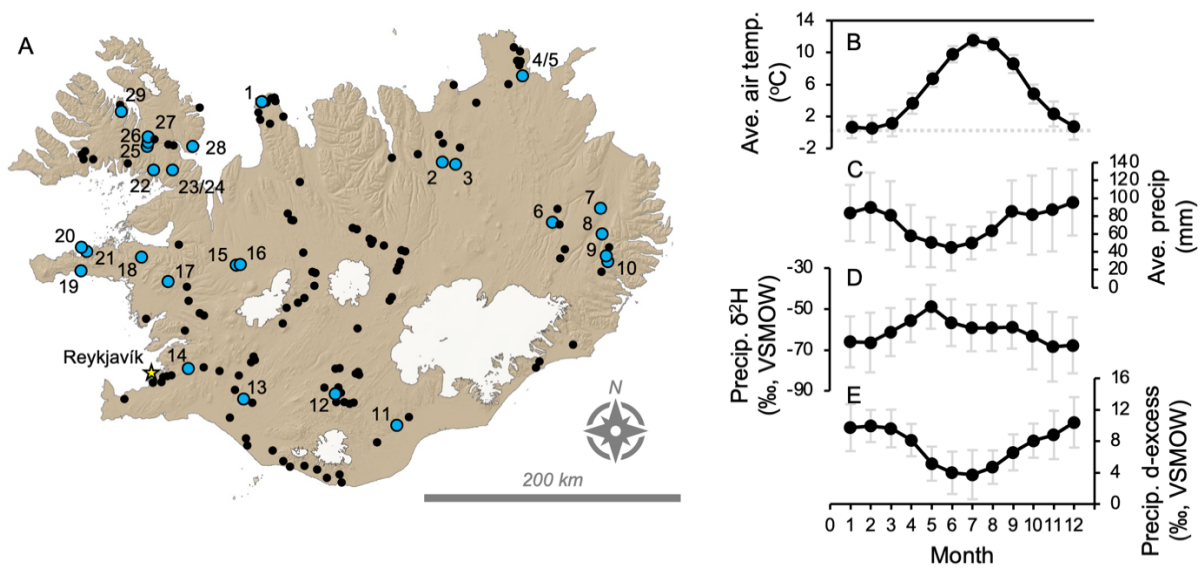 A
29
1
4/5
27
26
25
28
22
23/24
2
3
7
6
8
9
10
20
21
18
15
16
19
17
Reykjavík
14
13
12
11
N
200 km
B
Ave. air temp.
(ºC)
14
10
6
2
-2
C
Ave. precip
(mm)
140
120
100
80
60
40
20
0
D
Precip. δ²H
(‰, VSMOW)
-30
-50
-70
-90
E
Precip. d-excess
(‰, VSMOW)
16
12
8
4
0
0 1 2 3 4 5 6 7 8 9 10 11 12
Month